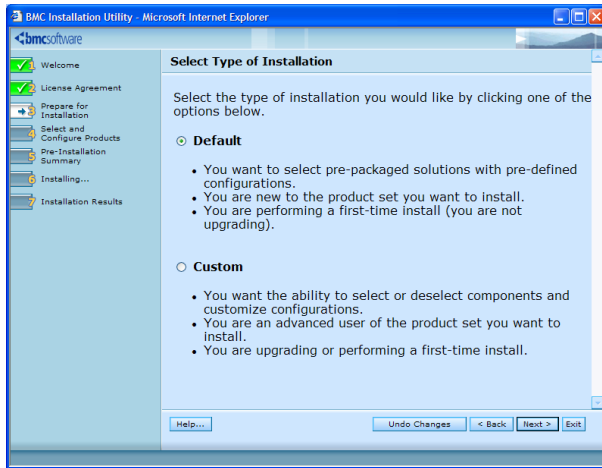 BMC Installation Utility - Microsoft Internet Explorer
bmcsoftware
1 Welcome
2 License Agreement
3 Prepare for
Installation
4 Select and
Configure Products
5 Pre-Installation
Summary
6 Installing...
7 Installation Results
Select Type of Installation
Select the type of installation you would like by clicking one of the
options below.
Default
• You want to select pre-packaged solutions with pre-defined
configurations.
• You are new to the product set you want to install.
• You are performing a first-time install (you are not
upgrading).
Custom
• You want the ability to select or deselect components and
customize configurations.
• You are an advanced user of the product set you want to
install.
• You are upgrading or performing a first-time install.
Help... Undo Changes < Back Next > Exit